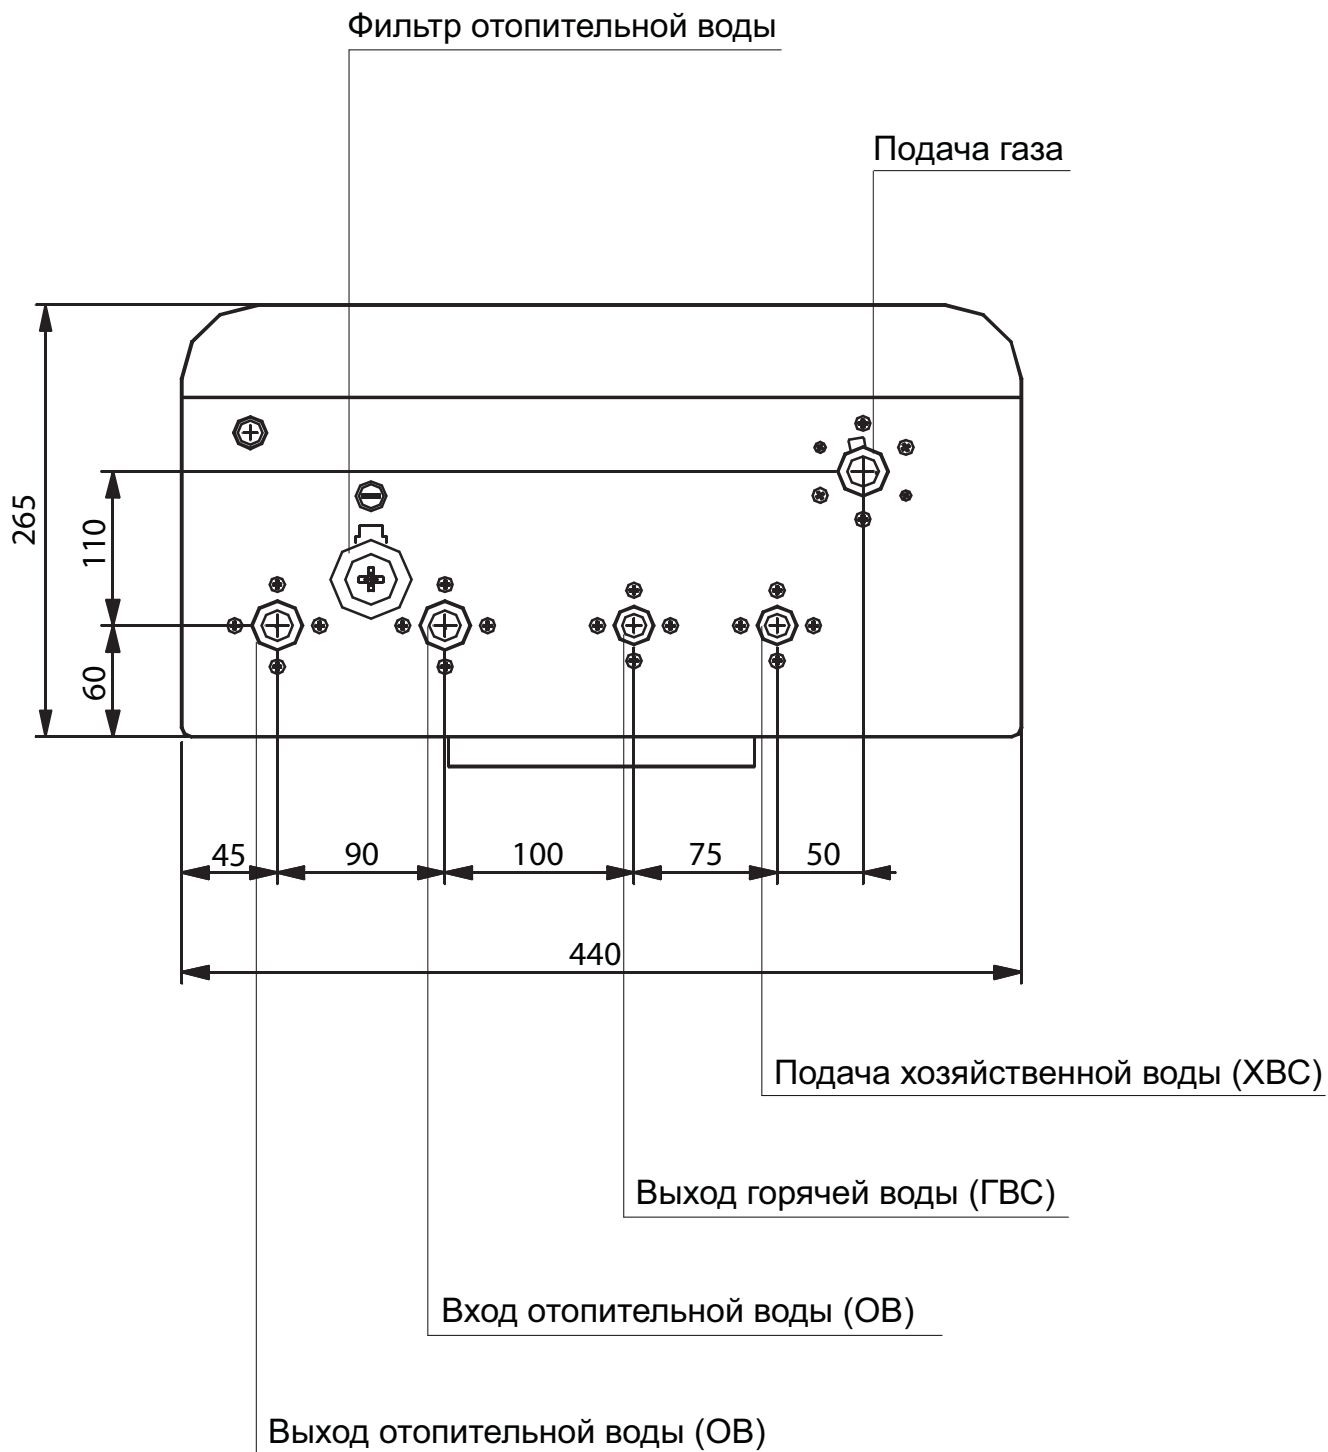 Фильтр отопительной воды
Подача газа
265
110
60
45
90
100
75
50
440
Подача хозяйственной воды (ХВС)
Выход горячей воды (ГВС)
Вход отопительной воды (ОВ)
Выход отопительной воды (ОВ)